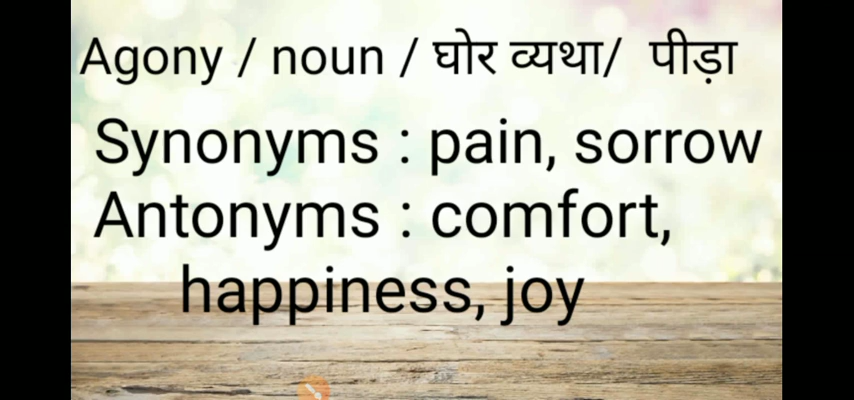 Agony / noun / घोर व्यथा/ पीड़ा
Synonyms : pain, sorrow
Antonyms : comfort,
happiness, joy